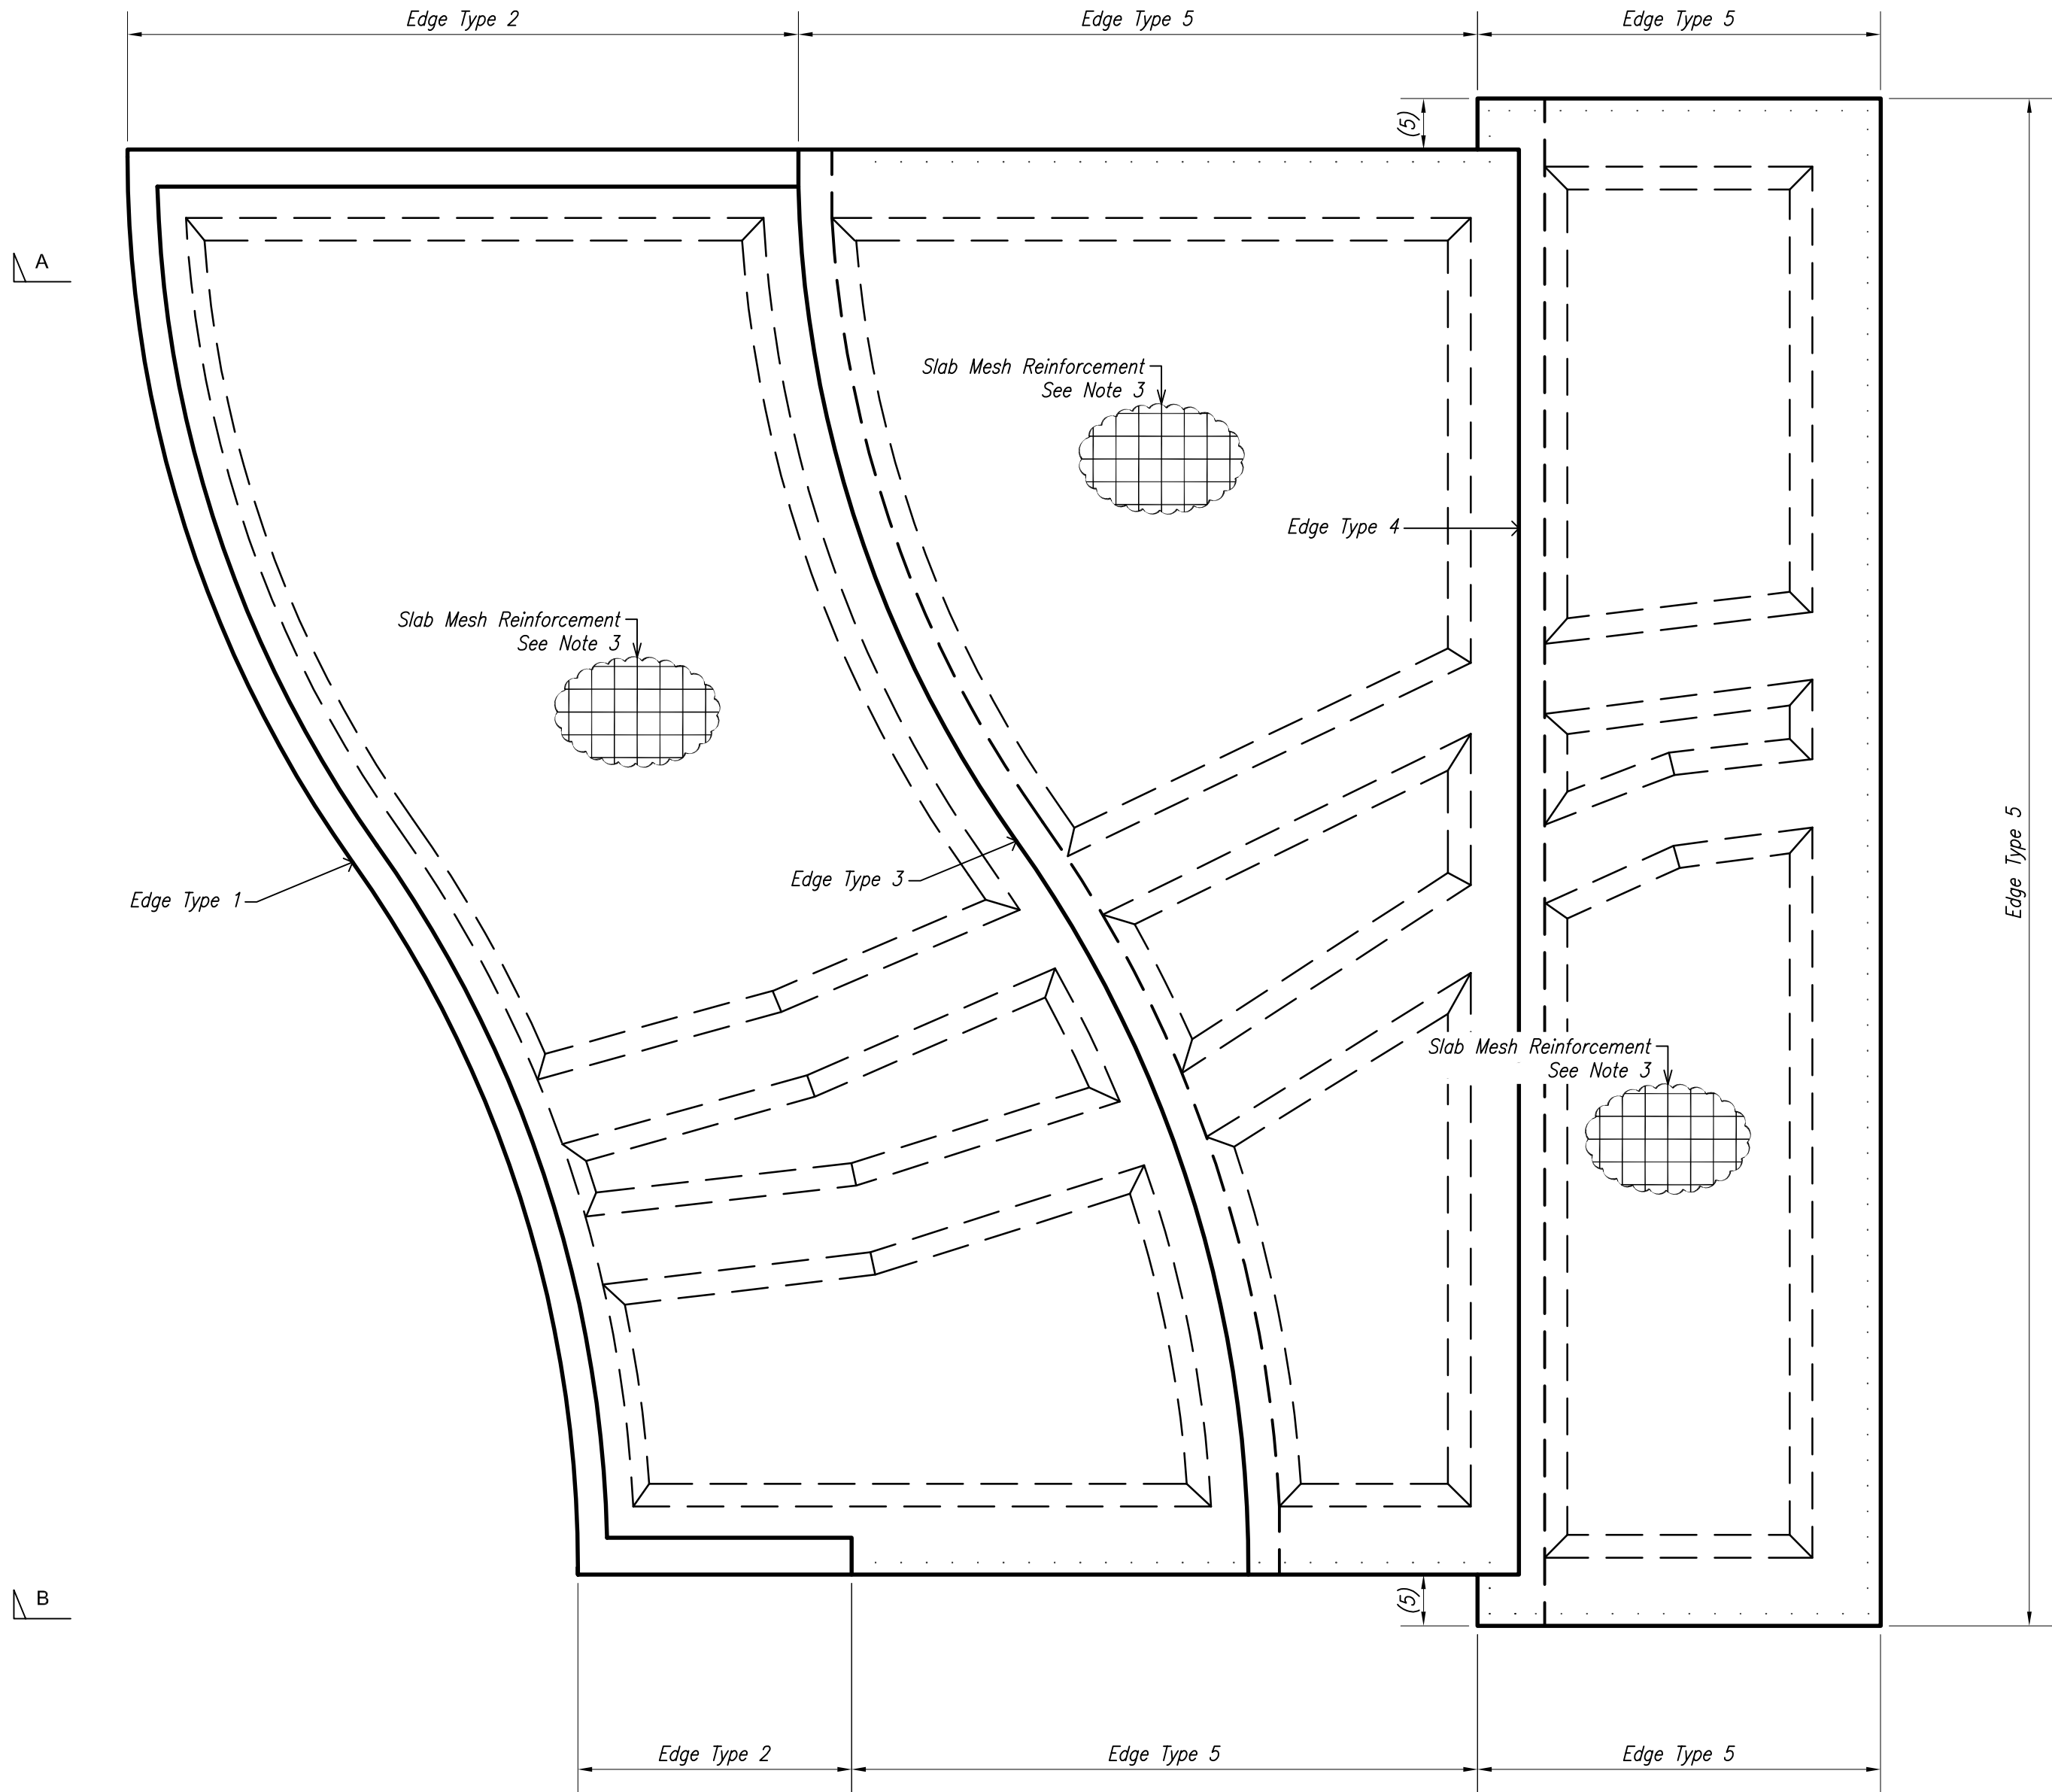 Edge Type 2
Edge Type 5
Edge Type 5
(5)
A
Slab Mesh Reinforcement
See Note 3
Edge Type 4
Slab Mesh Reinforcement
See Note 3
Edge Type 5
Edge Type 3
Edge Type 1
Slab Mesh Reinforcement
See Note 3
B
(5)
Edge Type 2
Edge Type 5
Edge Type 5